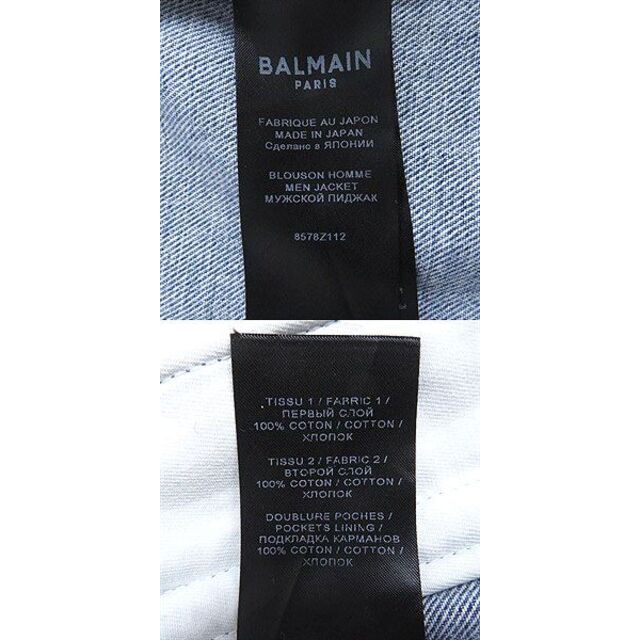 BALMAIN
PARIS
FABRIQUE AU JAPON
MADE IN JAPAN
Сделано в ЯПОНИИ
BLOUSON HOMME
MEN JACKET
МУЖСКОЙ ПИДЖАК
8578Z112
TISSU 1 / FABRIC 1 /
ПЕРВЫЙ СЛОЙ
100% COTON / COTTON /
ХЛОПОК
TISSU 2 / FABRIC 2 /
ВТОРОЙ СЛОЙ
100% COTON / COTTON /
ХЛОПОК
DOUBLURE POCHES /
POCKETS LINING /
ПОДКЛАДКА КАРМАНОВ
100% COTON / COTTON /
ХЛОПОК